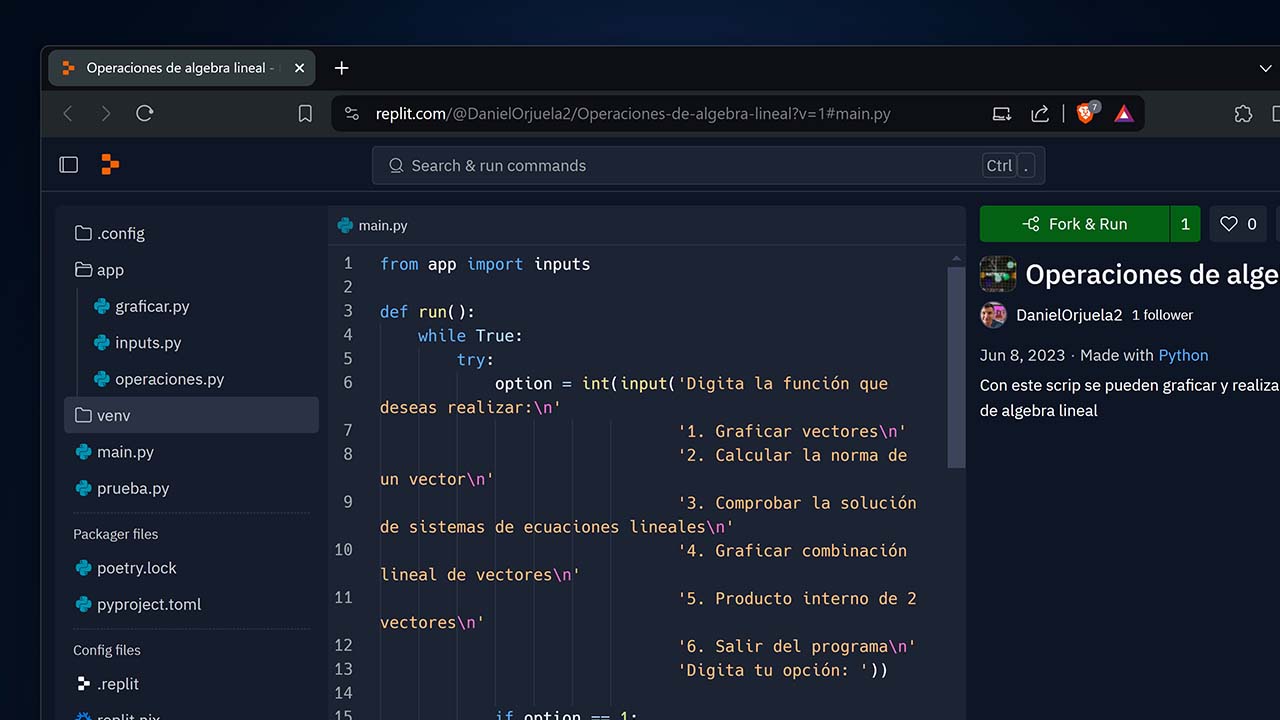 Operaciones de algebra lineal -
replit.com/@DanielOrjuela2/Operaciones-de-algebra-lineal?v=1#main.py
7
Search & run commands
Ctrl .
.config
app
graficar.py
inputs.py
operaciones.py
venv
main.py
prueba.py
Packager files
poetry.lock
pyproject.toml
Config files
.replit
replit.nix
main.py
1 from app import inputs
2
3 def run():
4 while True:
5 try:
6 option = int(input('Digita la función que
deseas realizar:\n'
7 '1. Graficar vectores\n'
8 '2. Calcular la norma de
un vector\n'
9 '3. Comprobar la solución
de sistemas de ecuaciones lineales\n'
10 '4. Graficar combinación
lineal de vectores\n'
11 '5. Producto interno de 2
vectores\n'
12 '6. Salir del programa\n'
13 'Digita tu opción: '))
14
15 if option == 1:
Fork & Run 1
0
Operaciones de alge
DanielOrjuela2 1 follower
Jun 8, 2023 · Made with Python
Con este scrip se pueden graficar y realiza
de algebra lineal